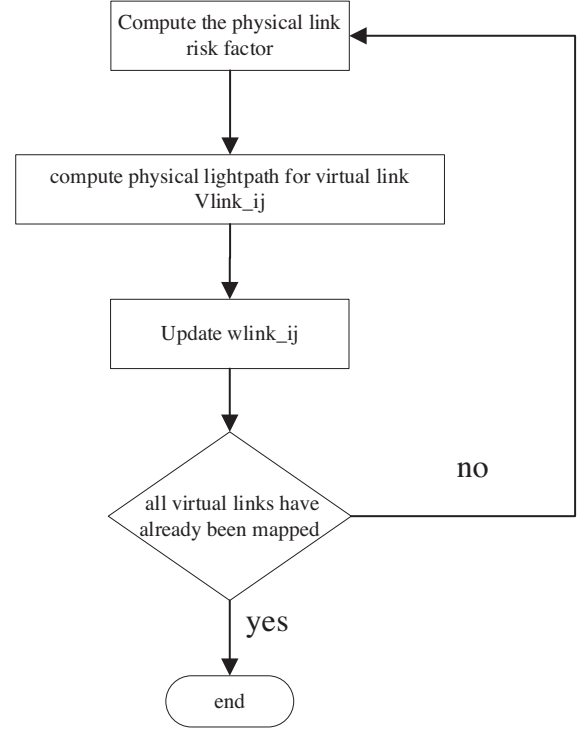 Compute the physical link
risk factor
compute physical lightpath for virtual link
Vlink_ij
Update wlink_ij
all virtual links have
already been mapped
no
yes
end